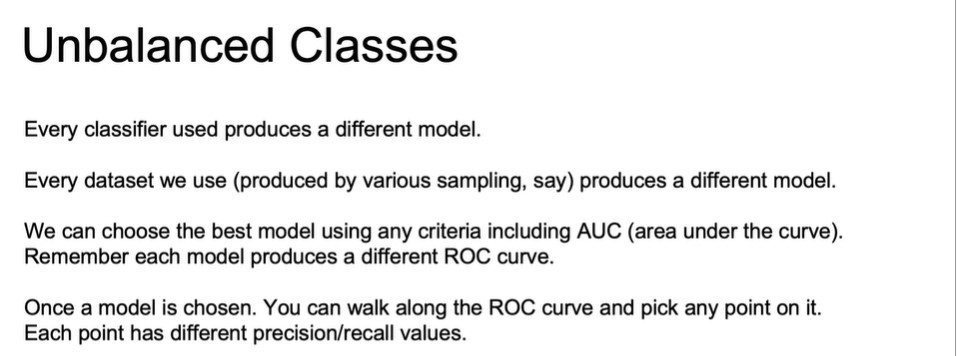 Unbalanced Classes
Every classifier used produces a different model.
Every dataset we use (produced by various sampling, say) produces a different model.
We can choose the best model using any criteria including AUC (area under the curve).
Remember each model produces a different ROC curve.
Once a model is chosen. You can walk along the ROC curve and pick any point on it.
Each point has different precision/recall values.